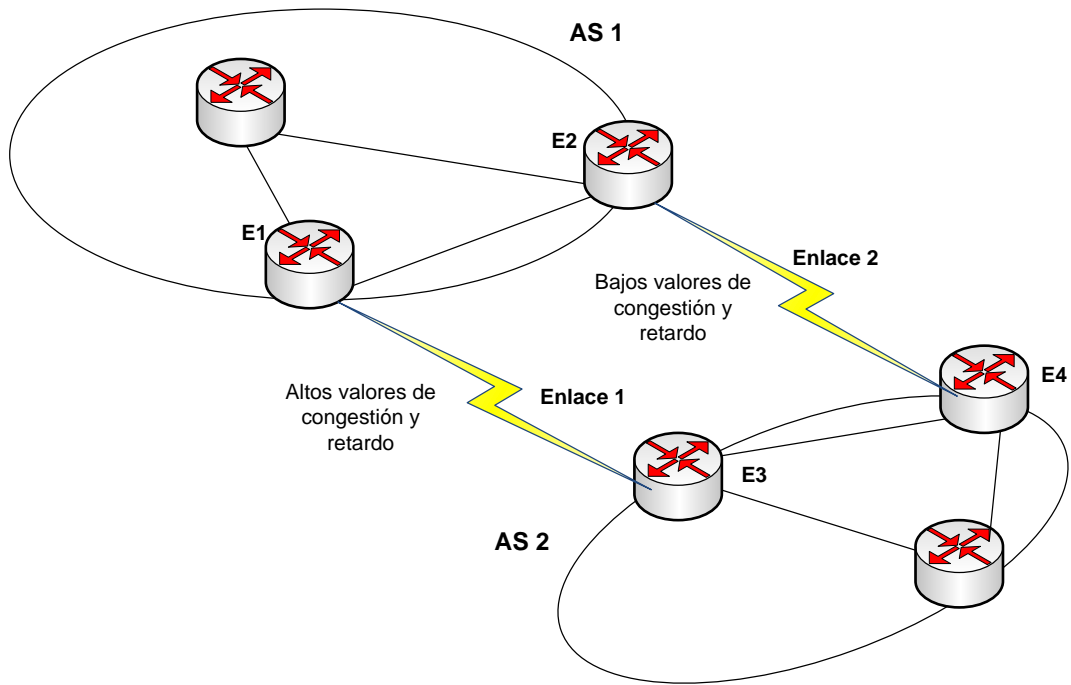 AS 1
E2
E1
Enlace 2
Bajos valores de
congestión y
retardo
E4
Altos valores de
congestión y
retardo
Enlace 1
E3
AS 2